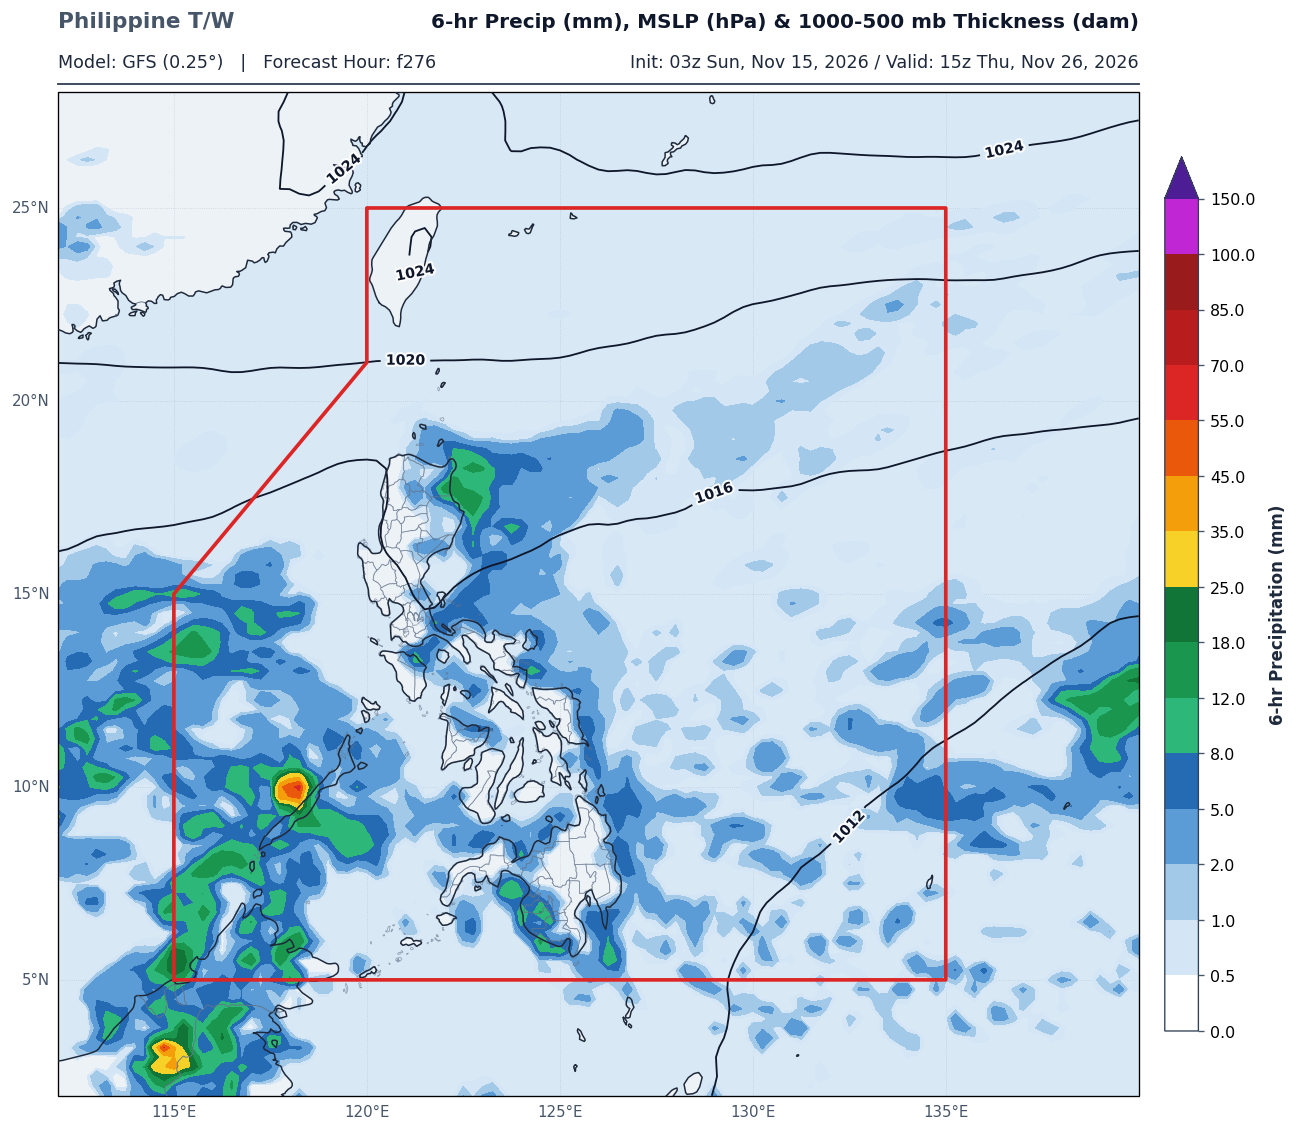 Philippine T/W
6-hr Precip (mm), MSLP (hPa) & 1000-500 mb Thickness (dam)
Model: GFS (0.25°) | Forecast Hour: f276
Init: 03z Sun, Nov 15, 2026 / Valid: 15z Thu, Nov 26, 2026
1024
1024
1024
1020
1016
1012
25°N
20°N
15°N
10°N
5°N
115°E
120°E
125°E
130°E
135°E
150.0
100.0
85.0
70.0
55.0
45.0
35.0
25.0
18.0
12.0
8.0
5.0
2.0
1.0
0.5
0.0
6-hr Precipitation (mm)